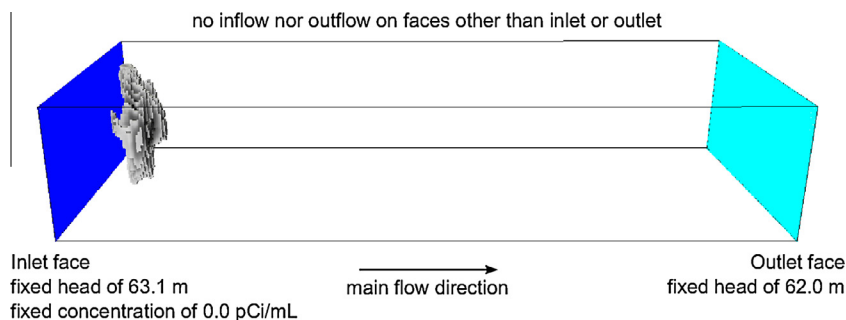 no inflow nor outflow on faces other than inlet or outlet
Inlet face
fixed head of 63.1 m
fixed concentration of 0.0 pCi/mL
main flow direction
Outlet face
fixed head of 62.0 m